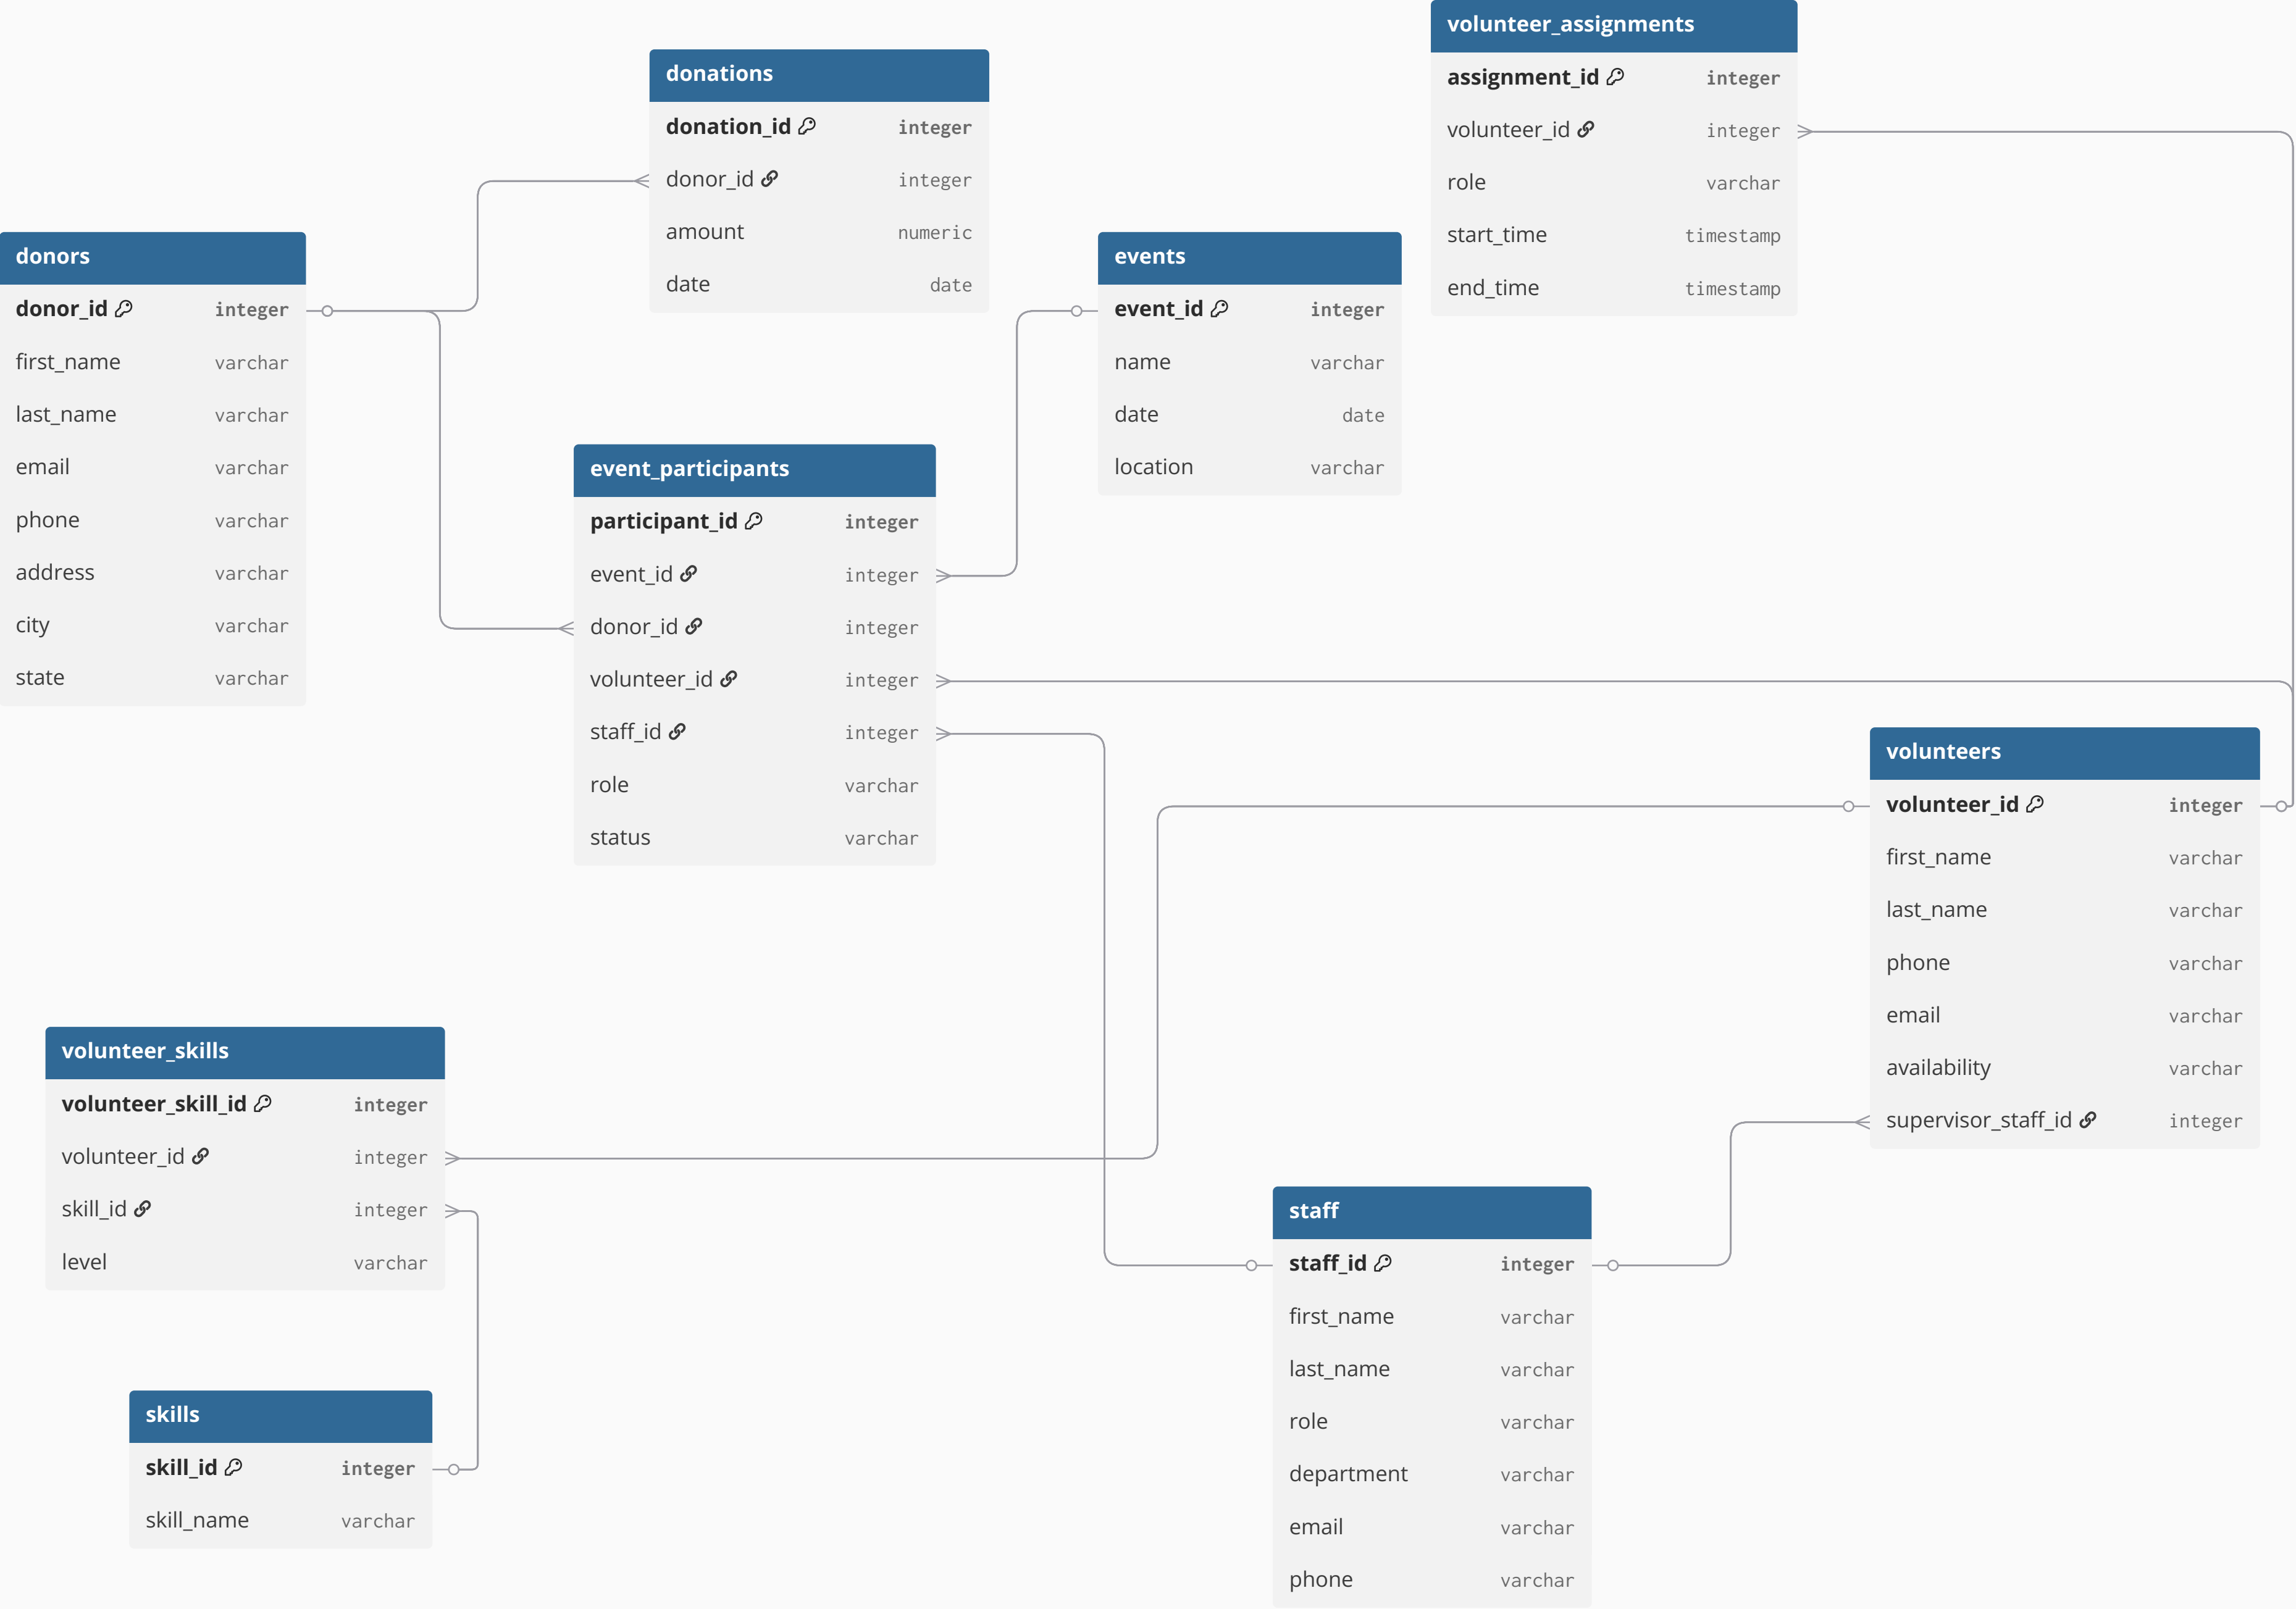 volunteer_assignments
assignment_id integer
volunteer_id integer
role varchar
start_time timestamp
end_time timestamp
donations
donation_id integer
donor_id integer
amount numeric
date date
donors
donor_id integer
first_name varchar
last_name varchar
email varchar
phone varchar
address varchar
city varchar
state varchar
events
event_id integer
name varchar
date date
location varchar
event_participants
participant_id integer
event_id integer
donor_id integer
volunteer_id integer
staff_id integer
role varchar
status varchar
volunteers
volunteer_id integer
first_name varchar
last_name varchar
phone varchar
email varchar
availability varchar
supervisor_staff_id integer
volunteer_skills
volunteer_skill_id integer
volunteer_id integer
skill_id integer
level varchar
staff
staff_id integer
first_name varchar
last_name varchar
role varchar
department varchar
email varchar
phone varchar
skills
skill_id integer
skill_name varchar